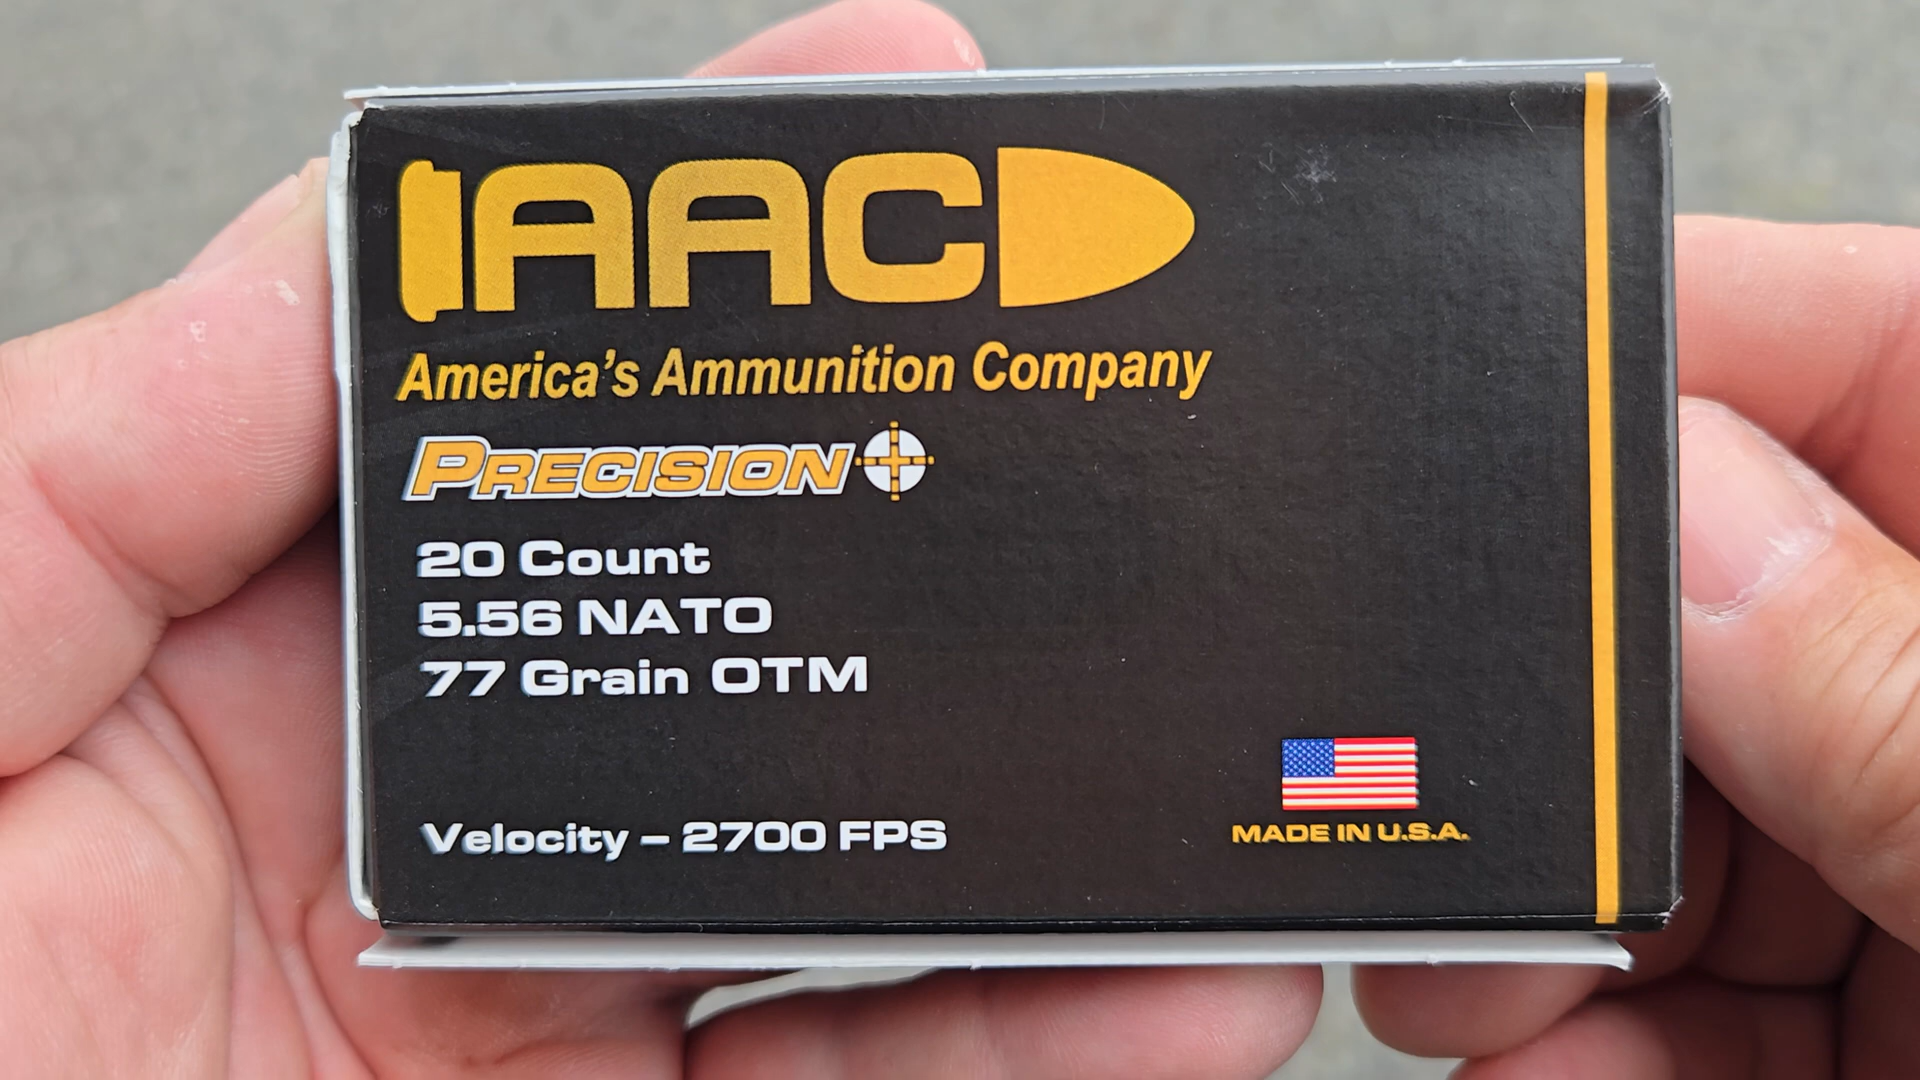 AAC
America's Ammunition Company
PRECISION
20 Count
5.56 NATO
77 Grain OTM
Velocity – 2700 FPS
MADE IN U.S.A.